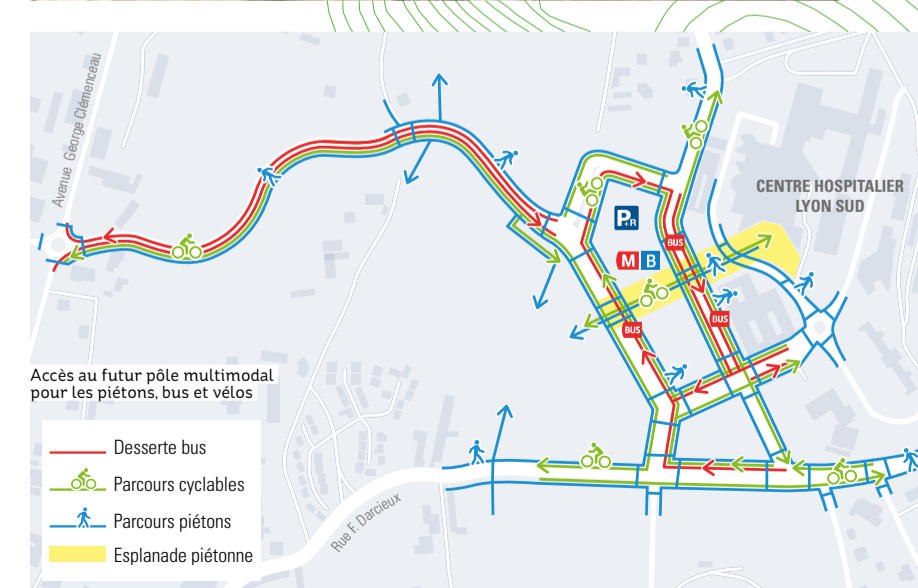 Avenue George Clémenceau
CENTRE HOSPITALIER
LYON SUD
P+R
M B
BUS
BUS
BUS
Accès au futur pôle multimodal
pour les piétons, bus et vélos
Desserte bus
Parcours cyclables
Parcours piétons
Esplanade piétonne
Rue F. Darcieux